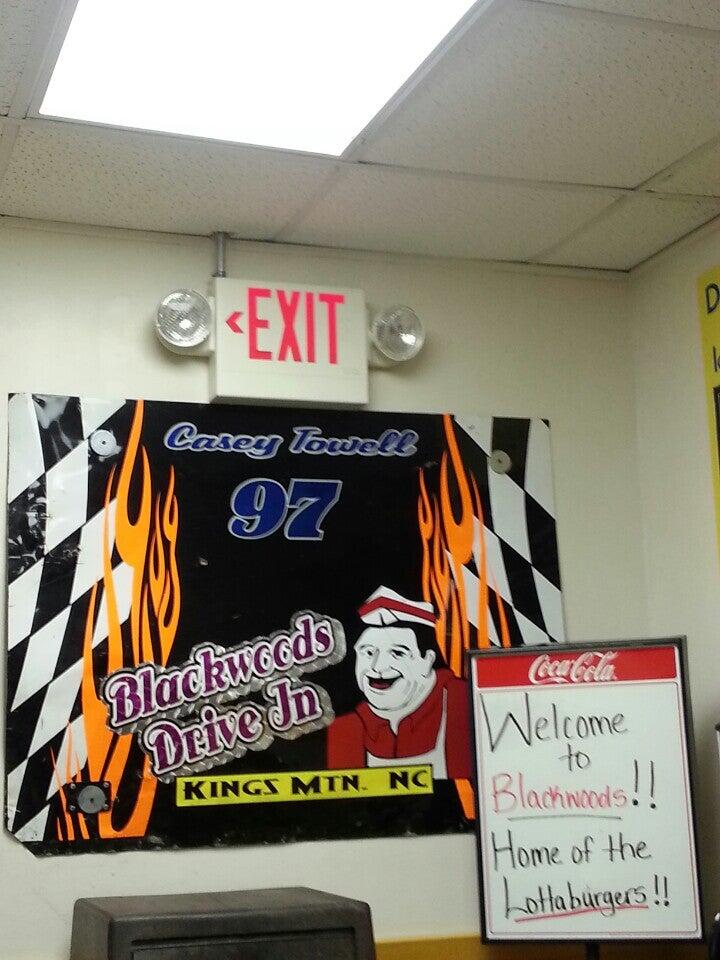 <EXIT
Casey Towell
97
Blackwoods
Drive In
KINGS MTN. NC
Coca-Cola
Welcome
to
Blackwoods!!
Home of the
Lottaburgers!!
D